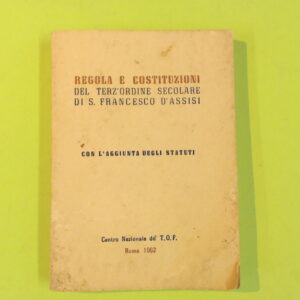 REGOLA E COSTITUZIONI
DEL TERZ'ORDINE SECOLARE
DI S. FRANCESCO D'ASSISI
CON L'AGGIUNTA DEGLI STATUTI
Centro Nazionale del T.O.F.
Roma 1962